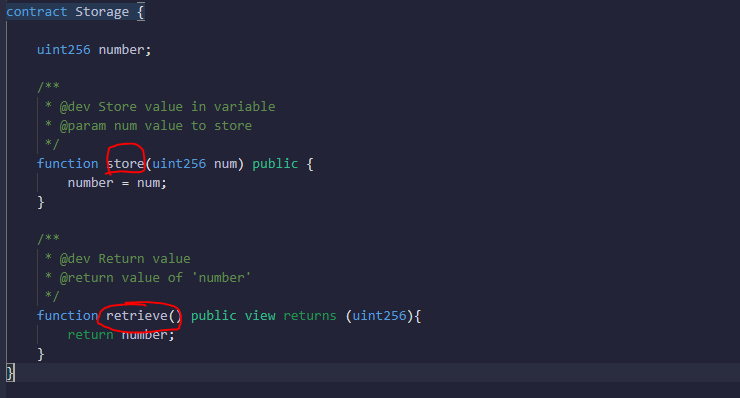 contract Storage {
uint256 number;
/**
* @dev Store value in variable
* @param num value to store
*/
function store(uint256 num) public {
number = num;
}
/**
* @dev Return value
* @return value of 'number'
*/
function retrieve() public view returns (uint256){
return number;
}
}